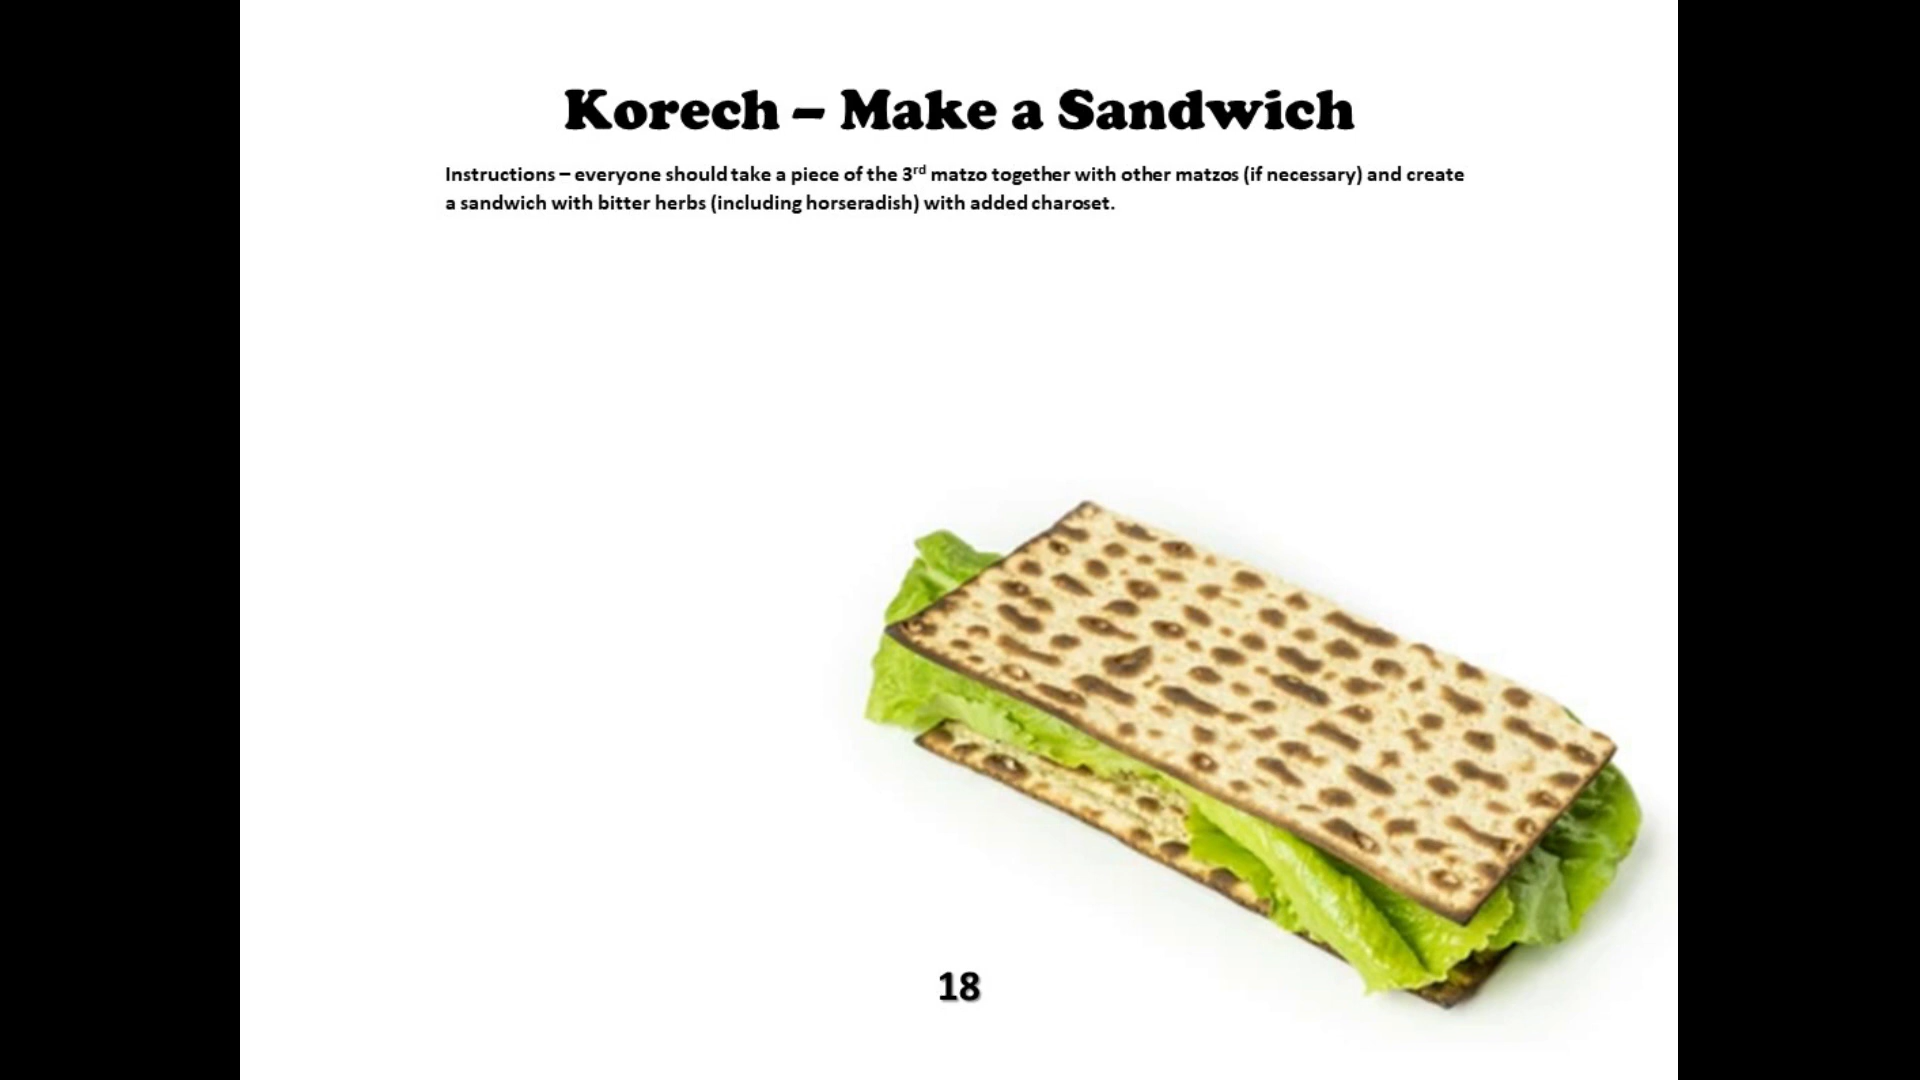 Korech – Make a Sandwich
Instructions – everyone should take a piece of the 3rd matzo together with other matzos (if necessary) and create
a sandwich with bitter herbs (including horseradish) with added charoset.
18